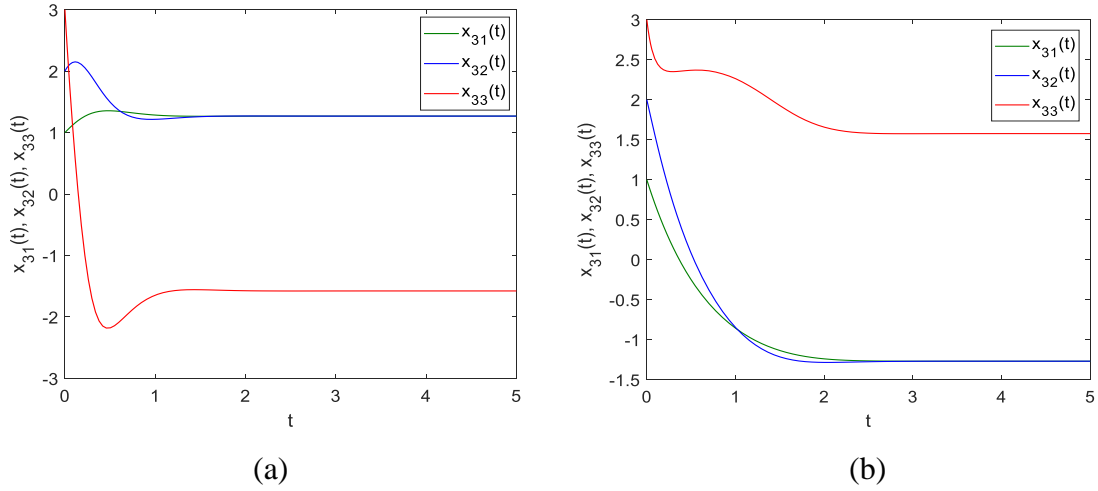 3
2
1
0
-1
-2
-3
0 1 2 3 4 5
t
x31(t), x32(t), x33(t)
x31(t)
x32(t)
x33(t)
(a)
3
2.5
2
1.5
1
0.5
0
-0.5
-1
-1.5
0 1 2 3 4 5
t
x31(t), x32(t), x33(t)
x31(t)
x32(t)
x33(t)
(b)